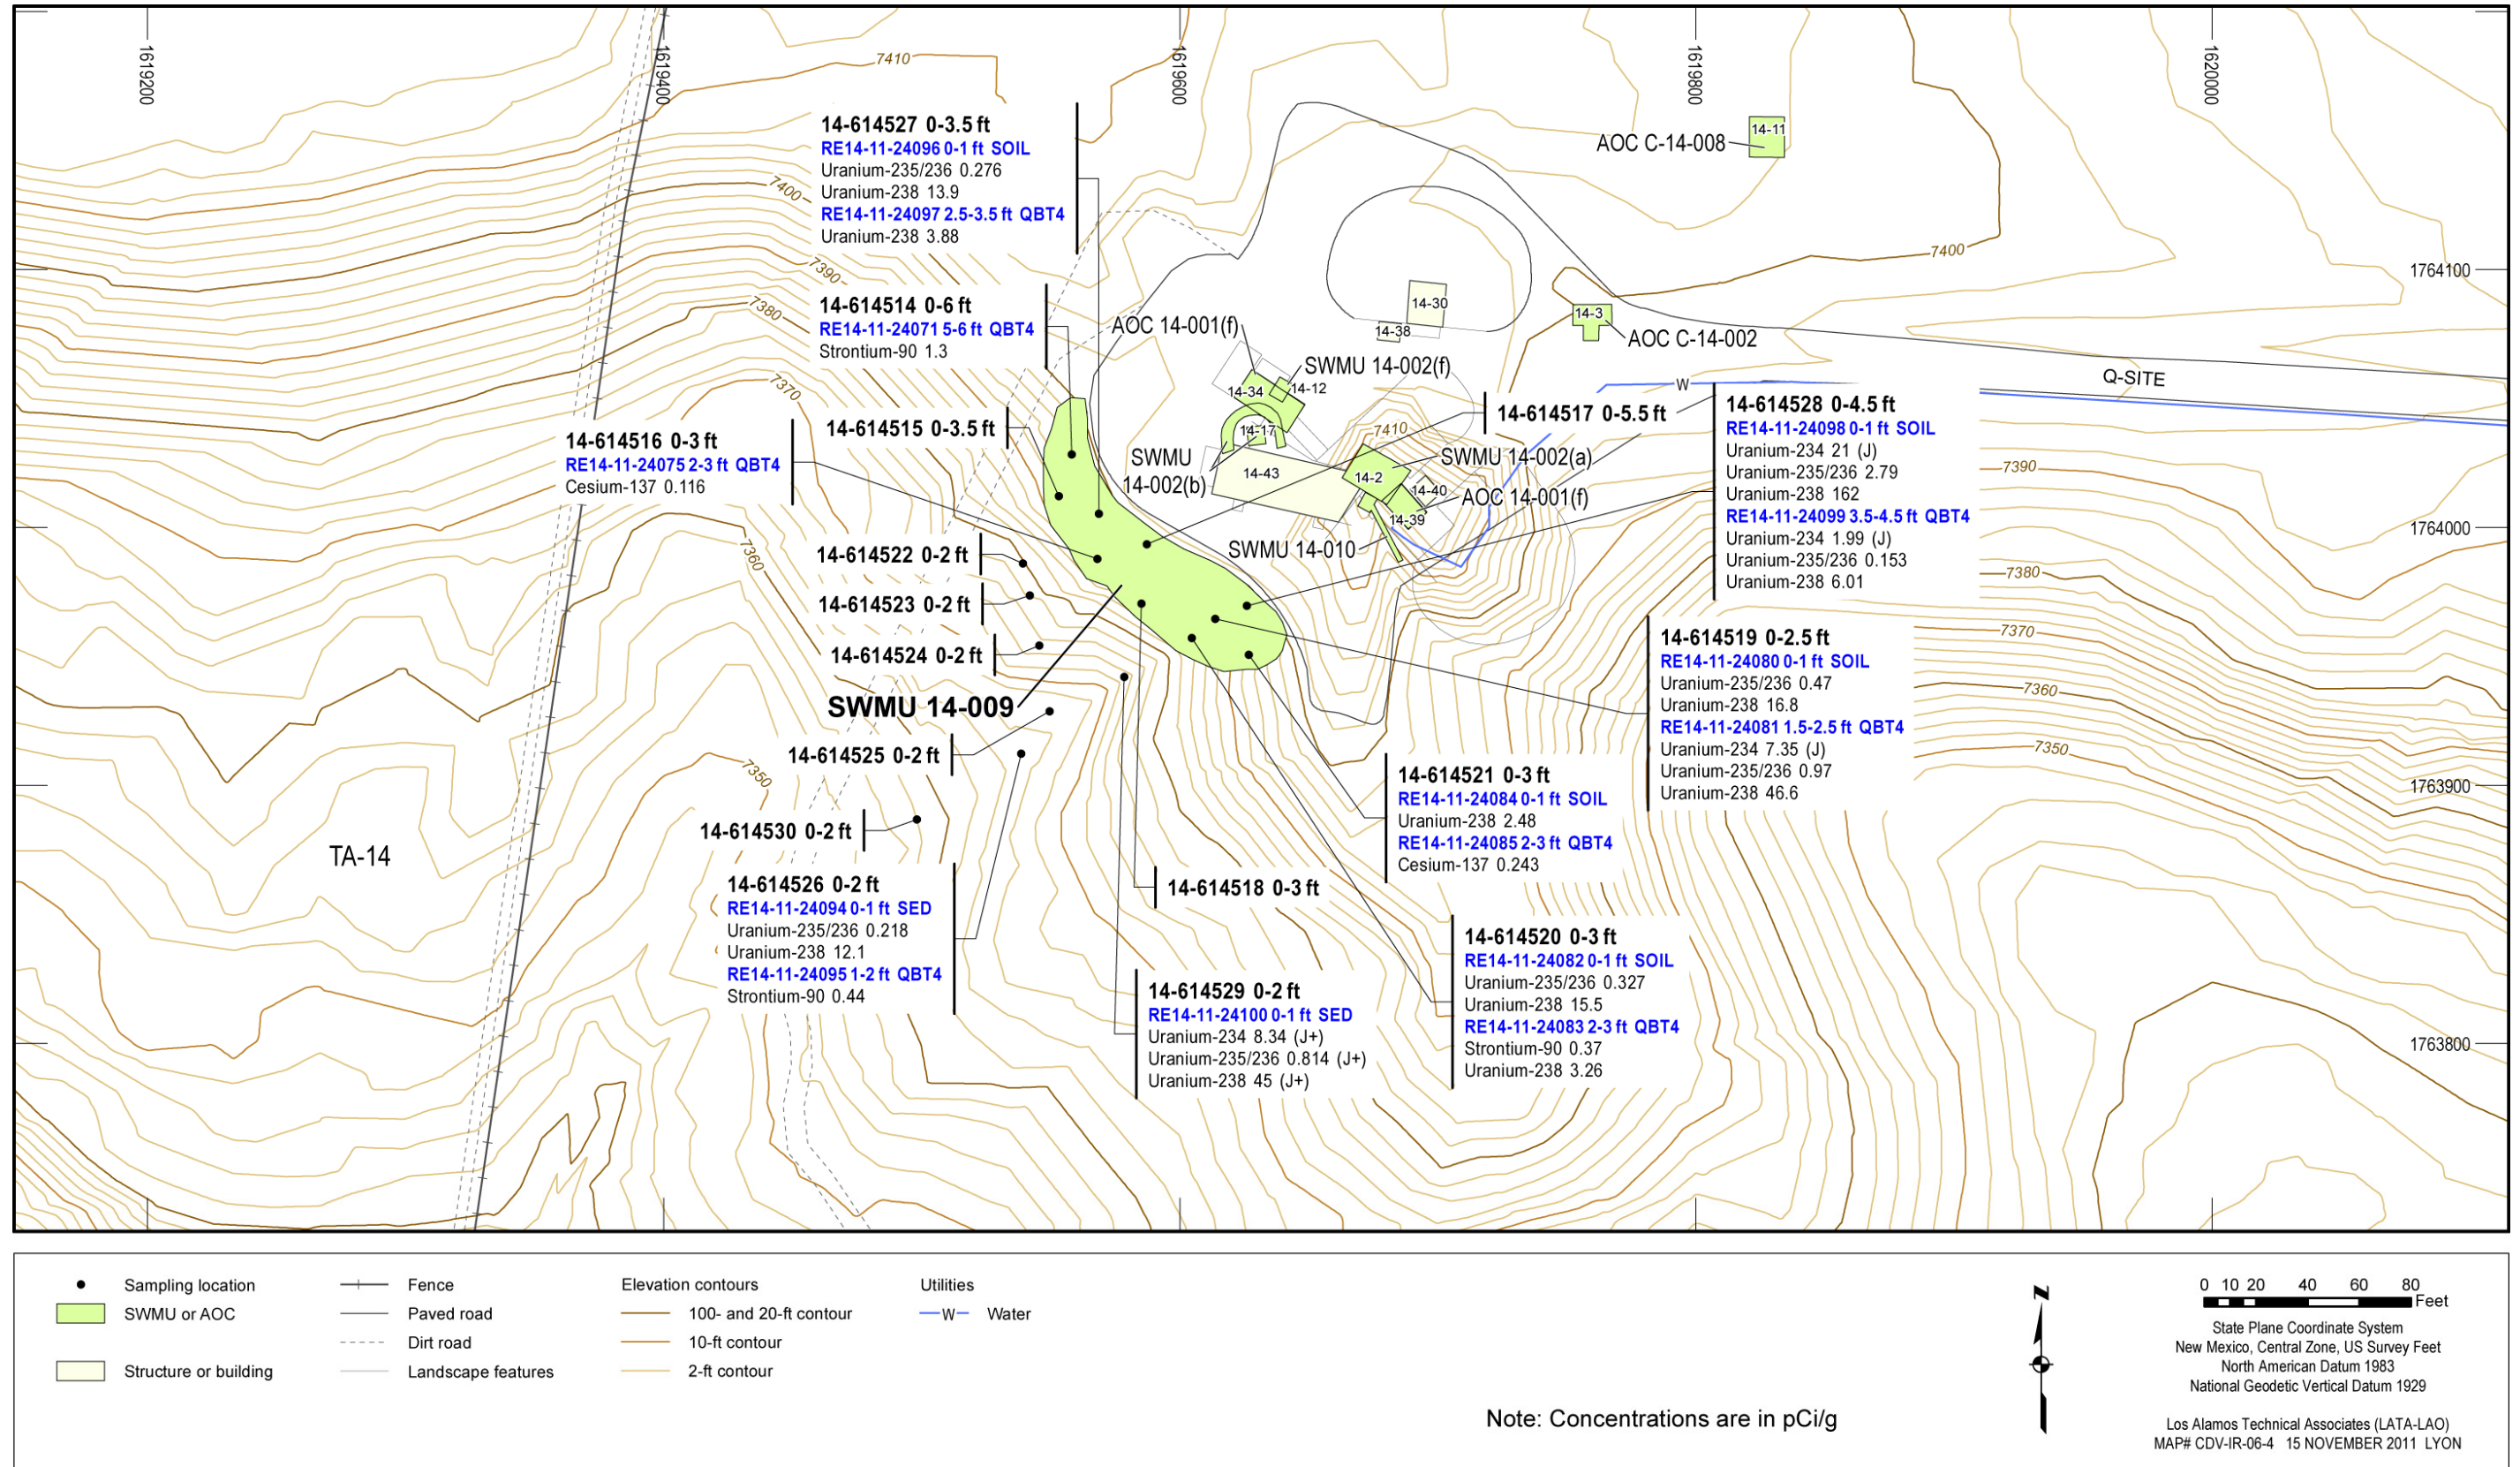 1619200
1619400
1619600
1619800
1620000
7410
14-614527 0-3.5 ft
RE14-11-24096 0-1 ft SOIL
Uranium-235/236 0.276
Uranium-238 13.9
RE14-11-24097 2.5-3.5 ft QBT4
Uranium-238 3.88
14-11
AOC C-14-008
7400
7400
7390
7380
7370
1764100
14-614514 0-6 ft
RE14-11-24071 5-6 ft QBT4
Strontium-90 1.3
AOC 14-001(f)
14-30
14-38
14-3
AOC C-14-002
SWMU 14-002(f)
14-12
14-34
14-17
Q-SITE
W
14-614516 0-3 ft
RE14-11-24075 2-3 ft QBT4
Cesium-137 0.116
14-614515 0-3.5 ft
14-614517 0-5.5 ft
7410
SWMU
14-002(b)
14-43
14-2
SWMU 14-002(a)
14-40
AOC 14-001(f)
14-39
SWMU 14-010
14-614528 0-4.5 ft
RE14-11-24098 0-1 ft SOIL
Uranium-234 21 (J)
Uranium-235/236 2.79
Uranium-238 162
RE14-11-24099 3.5-4.5 ft QBT4
Uranium-234 1.99 (J)
Uranium-235/236 0.153
Uranium-238 6.01
7390
1764000
7380
7370
7360
7350
7360
14-614522 0-2 ft
14-614523 0-2 ft
14-614524 0-2 ft
SWMU 14-009
14-614525 0-2 ft
7350
14-614519 0-2.5 ft
RE14-11-24080 0-1 ft SOIL
Uranium-235/236 0.47
Uranium-238 16.8
RE14-11-24081 1.5-2.5 ft QBT4
Uranium-234 7.35 (J)
Uranium-235/236 0.97
Uranium-238 46.6
1763900
14-614530 0-2 ft
TA-14
14-614521 0-3 ft
RE14-11-24084 0-1 ft SOIL
Uranium-238 2.48
RE14-11-24085 2-3 ft QBT4
Cesium-137 0.243
14-614526 0-2 ft
RE14-11-24094 0-1 ft SED
Uranium-235/236 0.218
Uranium-238 12.1
RE14-11-24095 1-2 ft QBT4
Strontium-90 0.44
14-614518 0-3 ft
14-614520 0-3 ft
RE14-11-24082 0-1 ft SOIL
Uranium-235/236 0.327
Uranium-238 15.5
RE14-11-24083 2-3 ft QBT4
Strontium-90 0.37
Uranium-238 3.26
14-614529 0-2 ft
RE14-11-24100 0-1 ft SED
Uranium-234 8.34 (J+)
Uranium-235/236 0.814 (J+)
Uranium-238 45 (J+)
1763800
Sampling location
SWMU or AOC
Structure or building
Fence
Paved road
Dirt road
Landscape features
Elevation contours
100- and 20-ft contour
10-ft contour
2-ft contour
Utilities
W Water
Note: Concentrations are in pCi/g
N
0 10 20 40 60 80
Feet
State Plane Coordinate System
New Mexico, Central Zone, US Survey Feet
North American Datum 1983
National Geodetic Vertical Datum 1929
Los Alamos Technical Associates (LATA-LAO)
MAP# CDV-IR-06-4 15 NOVEMBER 2011 LYON